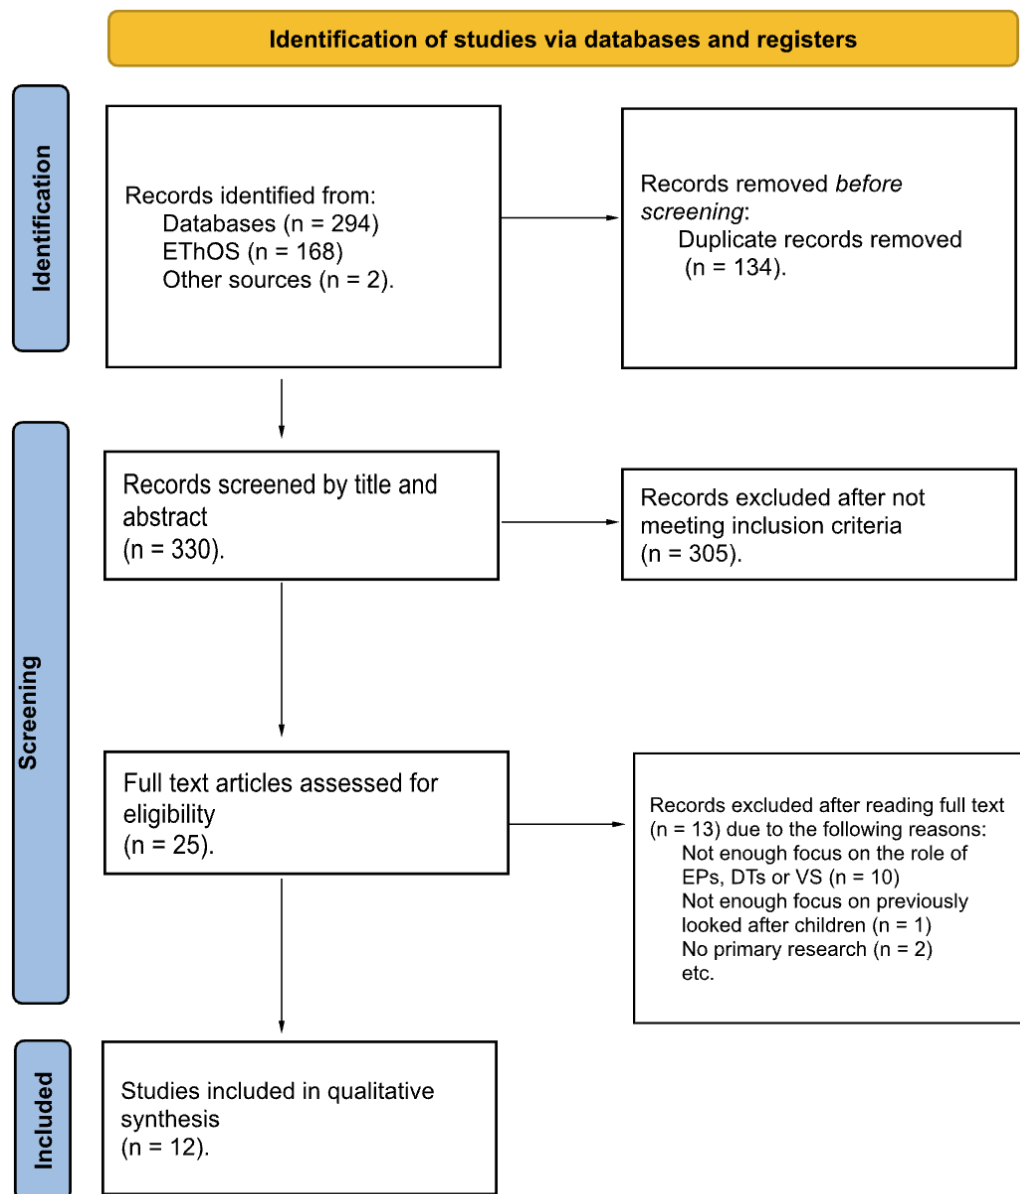 Identification of studies via databases and registers
Identification
Records identified from:
Databases (n = 294)
EThOS (n = 168)
Other sources (n = 2).
Records removed before
screening:
Duplicate records removed
(n = 134).
Screening
Records screened by title and
abstract
(n = 330).
Records excluded after not
meeting inclusion criteria
(n = 305).
Full text articles assessed for
eligibility
(n = 25).
Records excluded after reading full text
(n = 13) due to the following reasons:
Not enough focus on the role of
EPs, DTs or VS (n = 10)
Not enough focus on previously
looked after children (n = 1)
No primary research (n = 2)
etc.
Included
Studies included in qualitative
synthesis
(n = 12).